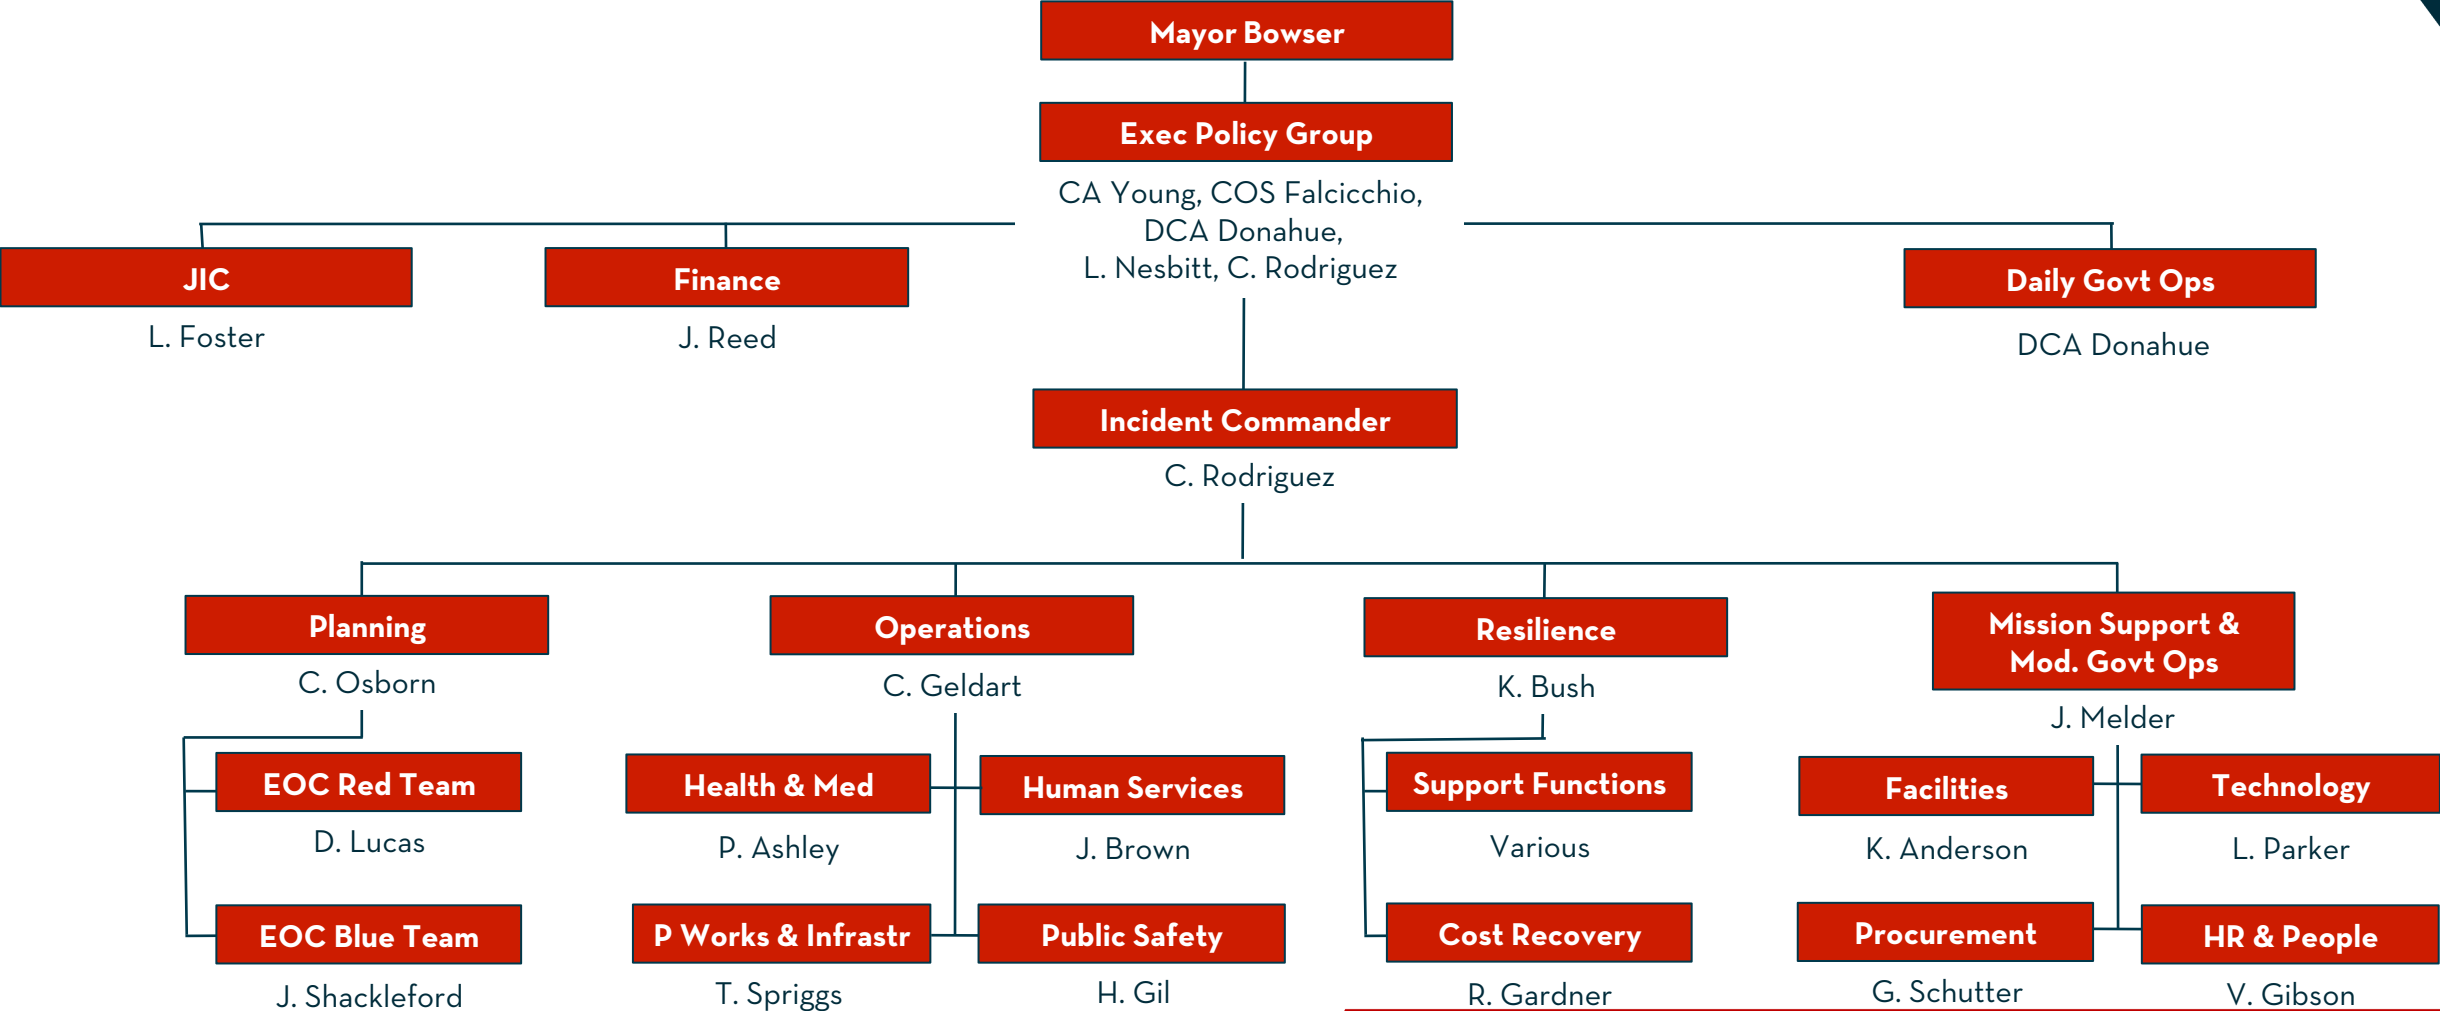 Mayor Bowser
Exec Policy Group
CA Young, COS Falcicchio,
DCA Donahue,
L. Nesbitt, C. Rodriguez
JIC
L. Foster
Finance
J. Reed
Daily Govt Ops
DCA Donahue
Incident Commander
C. Rodriguez
Planning
C. Osborn
Operations
C. Geldart
Resilience
K. Bush
Mission Support &
Mod. Govt Ops
J. Melder
EOC Red Team
D. Lucas
Health & Med
P. Ashley
Human Services
J. Brown
Support Functions
Various
Facilities
K. Anderson
Technology
L. Parker
EOC Blue Team
J. Shackleford
P Works & Infrastr
T. Spriggs
Public Safety
H. Gil
Cost Recovery
R. Gardner
Procurement
G. Schutter
HR & People
V. Gibson